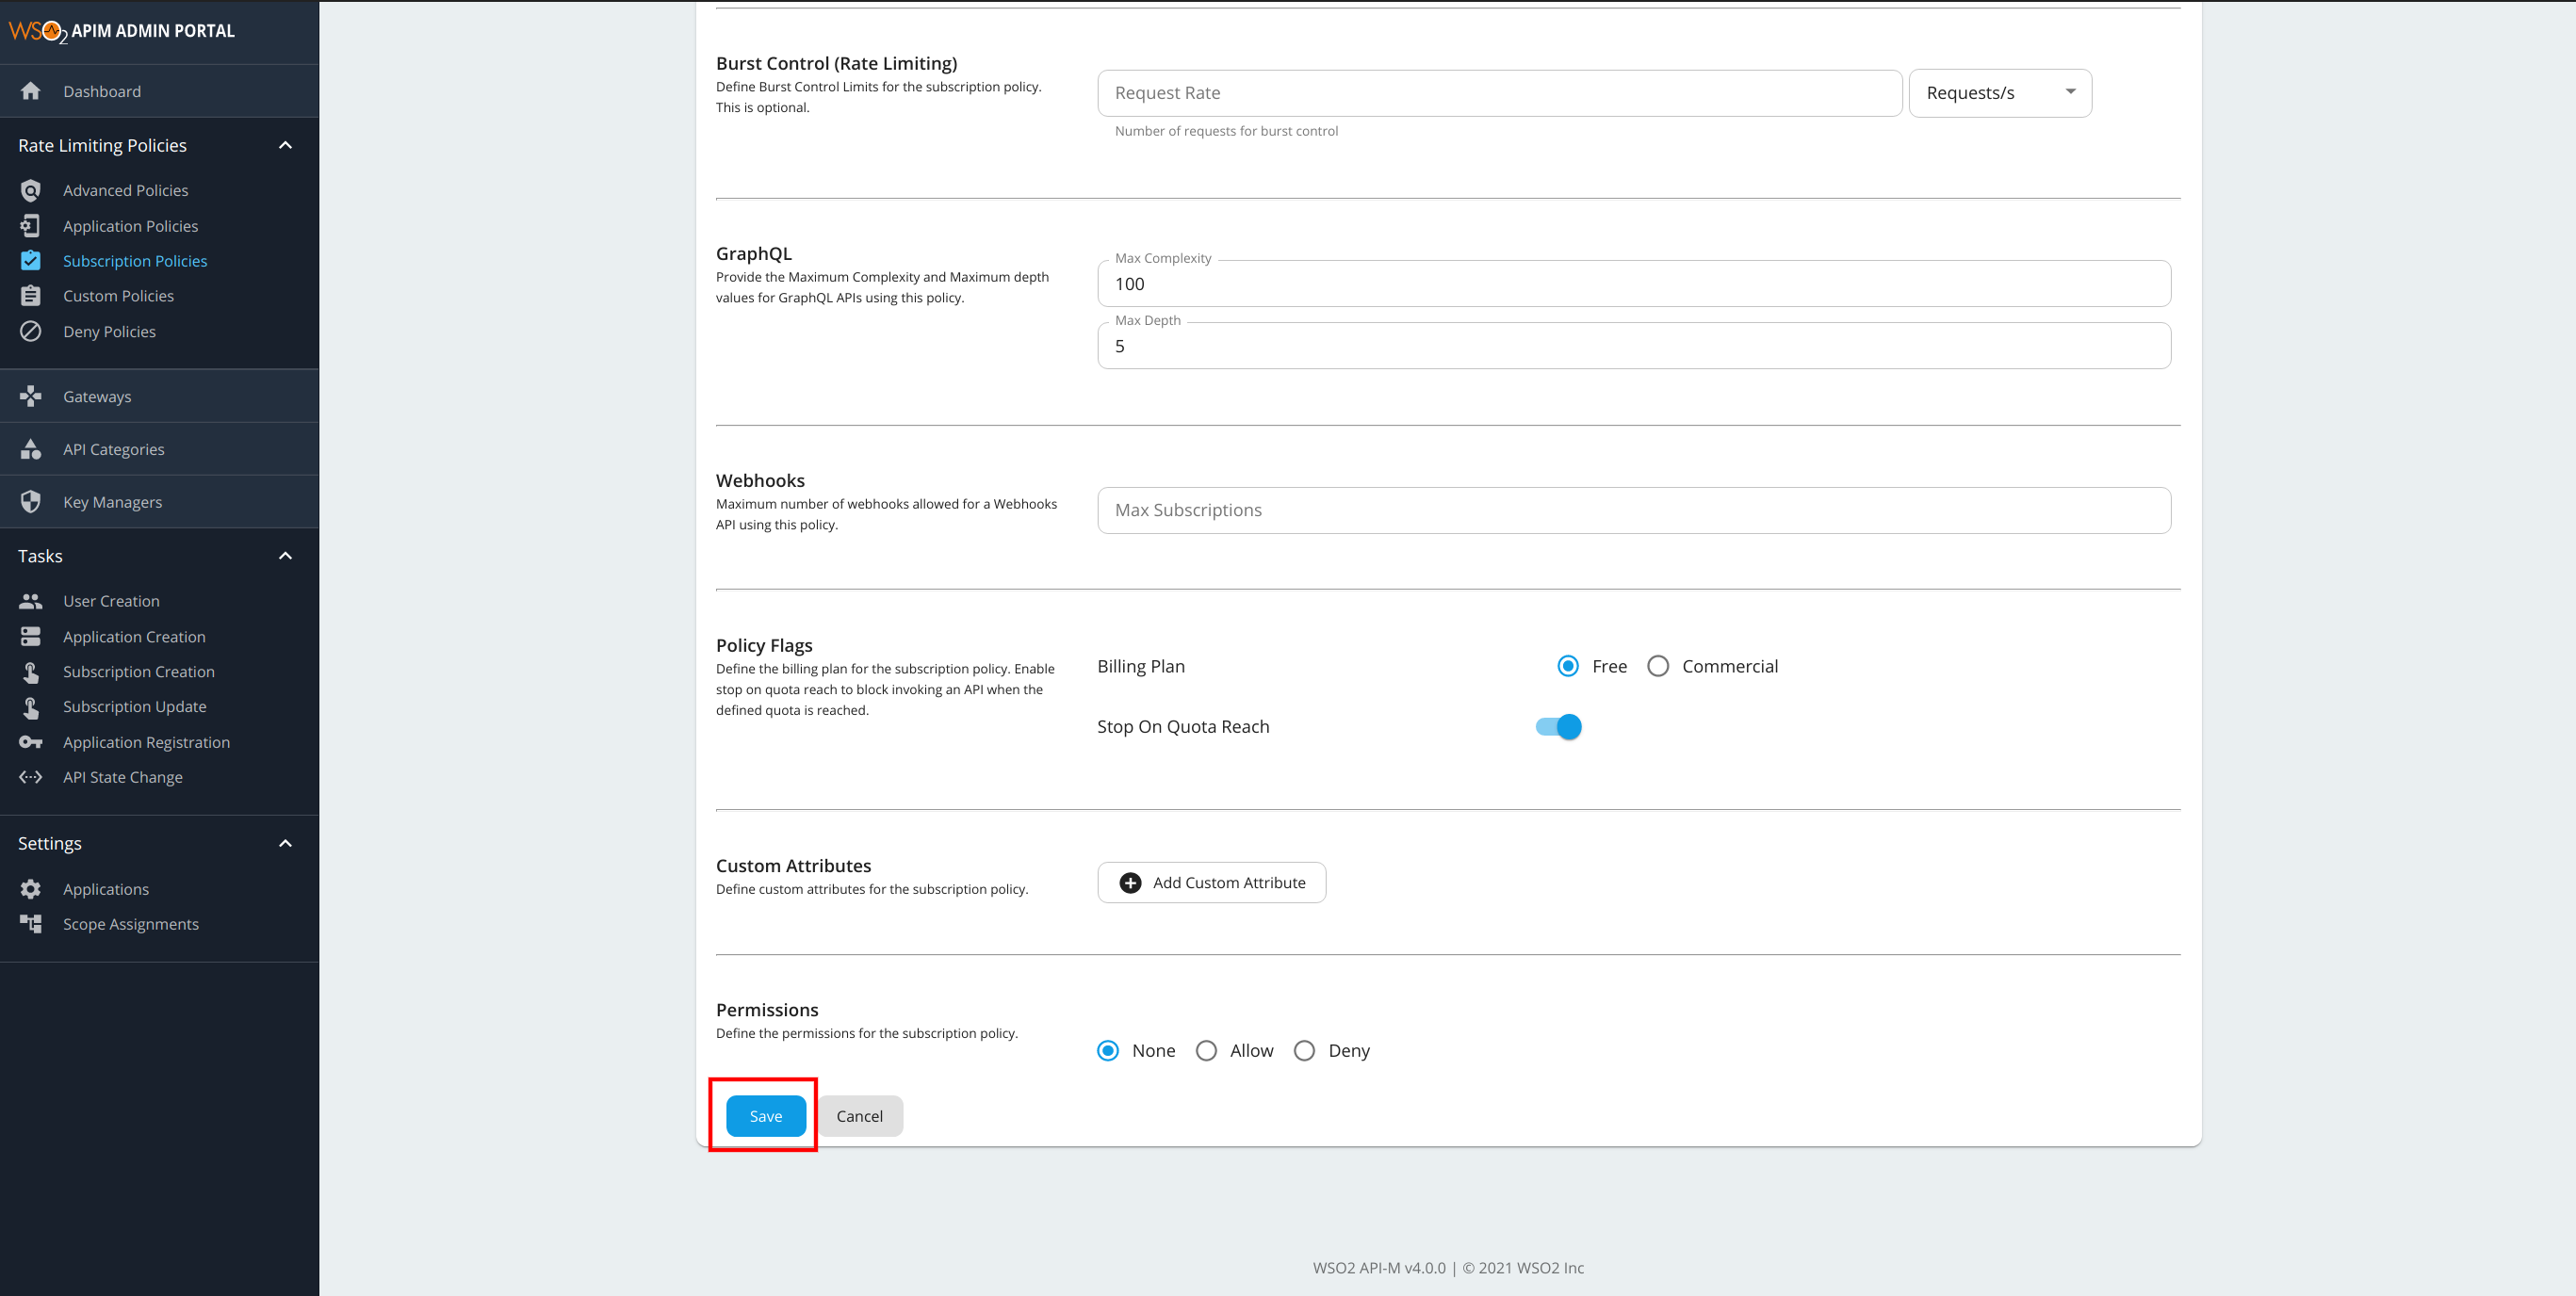 WSO2 APIM ADMIN PORTAL
Dashboard
Rate Limiting Policies
Advanced Policies
Application Policies
Subscription Policies
Custom Policies
Deny Policies
Gateways
API Categories
Key Managers
Tasks
User Creation
Application Creation
Subscription Creation
Subscription Update
Application Registration
API State Change
Settings
Applications
Scope Assignments
Burst Control (Rate Limiting)
Define Burst Control Limits for the subscription policy.
This is optional.
Request Rate
Requests/s
Number of requests for burst control
GraphQL
Provide the Maximum Complexity and Maximum depth
values for GraphQL APIs using this policy.
Max Complexity
100
Max Depth
5
Webhooks
Maximum number of webhooks allowed for a Webhooks
API using this policy.
Max Subscriptions
Policy Flags
Define the billing plan for the subscription policy. Enable
stop on quota reach to block invoking an API when the
defined quota is reached.
Billing Plan
Free
Commercial
Stop On Quota Reach
Custom Attributes
Define custom attributes for the subscription policy.
Add Custom Attribute
Permissions
Define the permissions for the subscription policy.
None
Allow
Deny
Save
Cancel
WSO2 API-M v4.0.0 | © 2021 WSO2 Inc